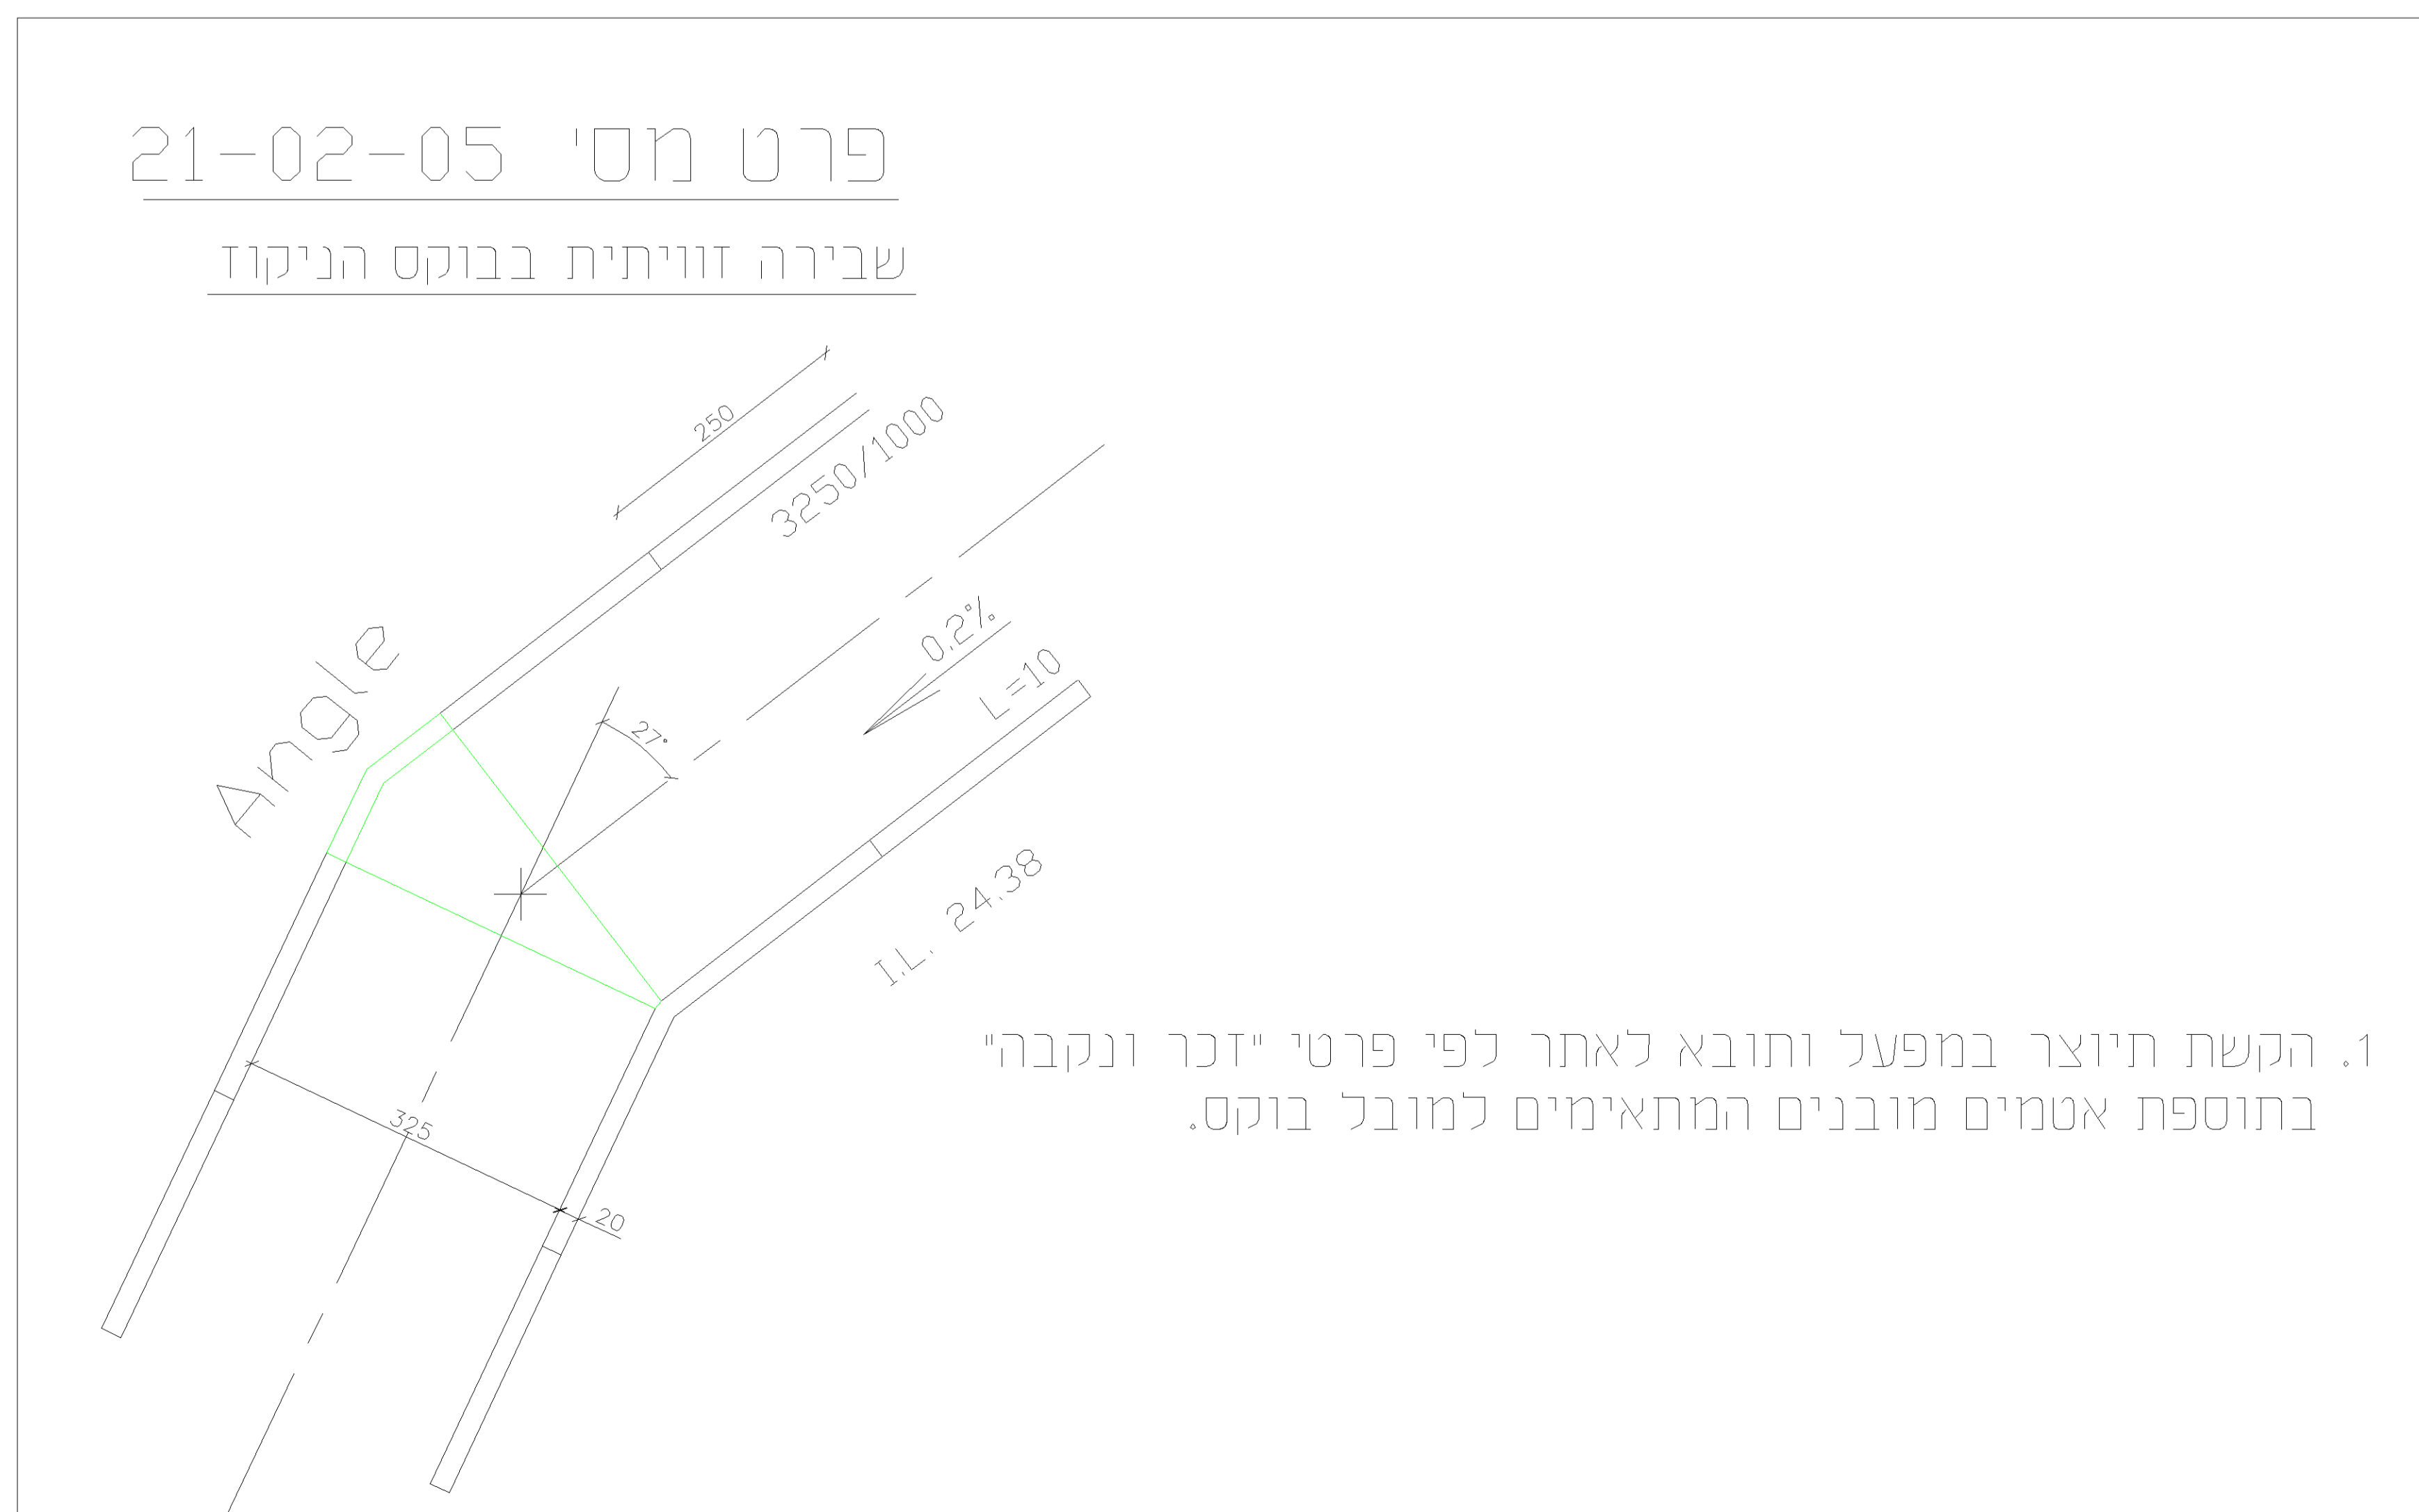 פרט מסי 21-02-05
שבירה זוויתית בבוקס הניקוז
250
3250/1000
0.2%
L=10
Angle
27°
I.L. 24.38
325
20
1. הקשת תיוצר במפעל ותובא לאתר לפי פרטי "זכר ונקבה"
בתוספת אטמים מובנים המתאימים למובל בוקס.